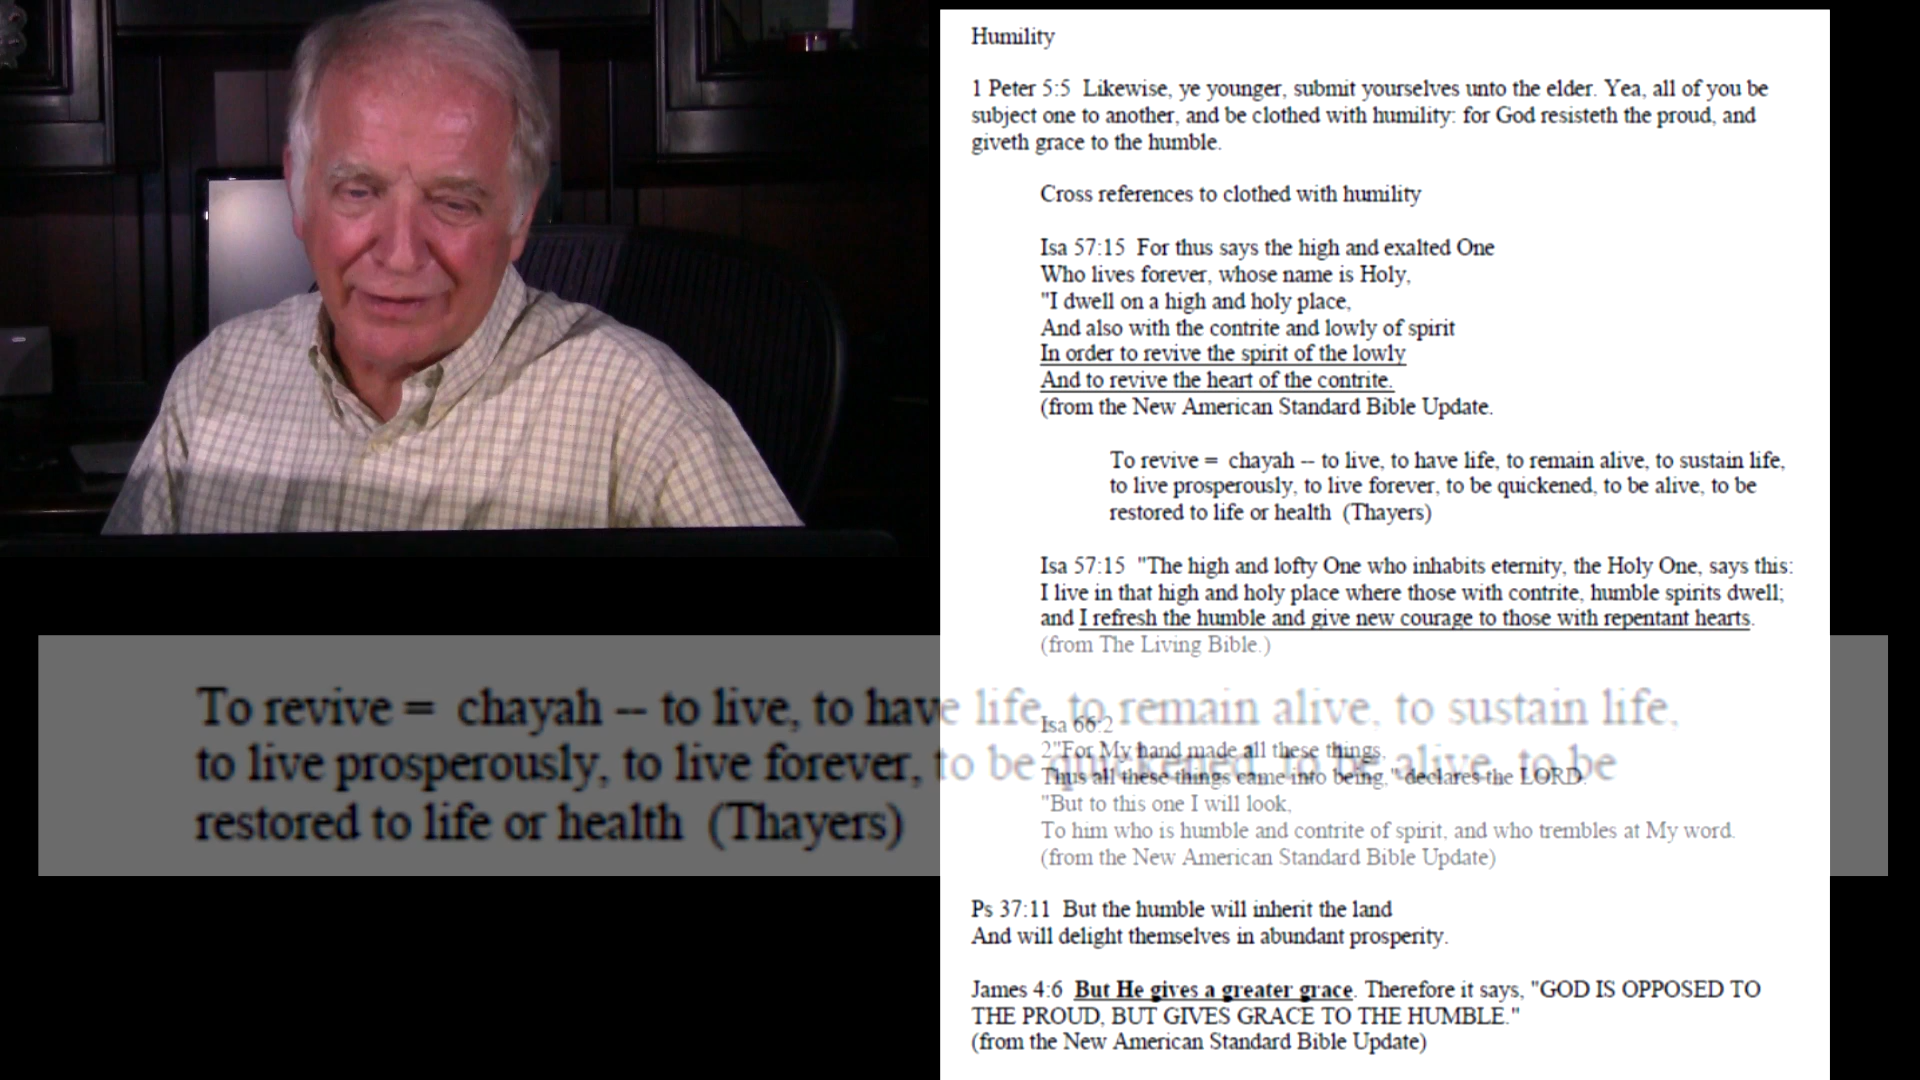 Humility
1 Peter 5:5 Likewise, ye younger, submit yourselves unto the elder. Yea, all of you be
subject one to another, and be clothed with humility: for God resisteth the proud, and
giveth grace to the humble.
Cross references to clothed with humility
Isa 57:15 For thus says the high and exalted One
Who lives forever, whose name is Holy,
"I dwell on a high and holy place,
And also with the contrite and lowly of spirit
In order to revive the spirit of the lowly
And to revive the heart of the contrite.
(from the New American Standard Bible Update.
To revive = chayah -- to live, to have life, to remain alive, to sustain life,
to live prosperously, to live forever, to be quickened, to be alive, to be
restored to life or health (Thayers)
Isa 57:15 "The high and lofty One who inhabits eternity, the Holy One, says this:
I live in that high and holy place where those with contrite, humble spirits dwell;
and I refresh the humble and give new courage to those with repentant hearts.
(from The Living Bible.)
To revive = chayah -- to live, to have life, to remain alive, to sustain life,
to live prosperously, to live forever, to be quickened, to be alive, to be
restored to life or health (Thayers)
Isa 66:2
2"For My hand made all these things,
Thus all these things came into being," declares the LORD.
"But to this one I will look,
To him who is humble and contrite of spirit, and who trembles at My word.
(from the New American Standard Bible Update)
Ps 37:11 But the humble will inherit the land
And will delight themselves in abundant prosperity.
James 4:6 But He gives a greater grace. Therefore it says, "GOD IS OPPOSED TO
THE PROUD, BUT GIVES GRACE TO THE HUMBLE."
(from the New American Standard Bible Update)